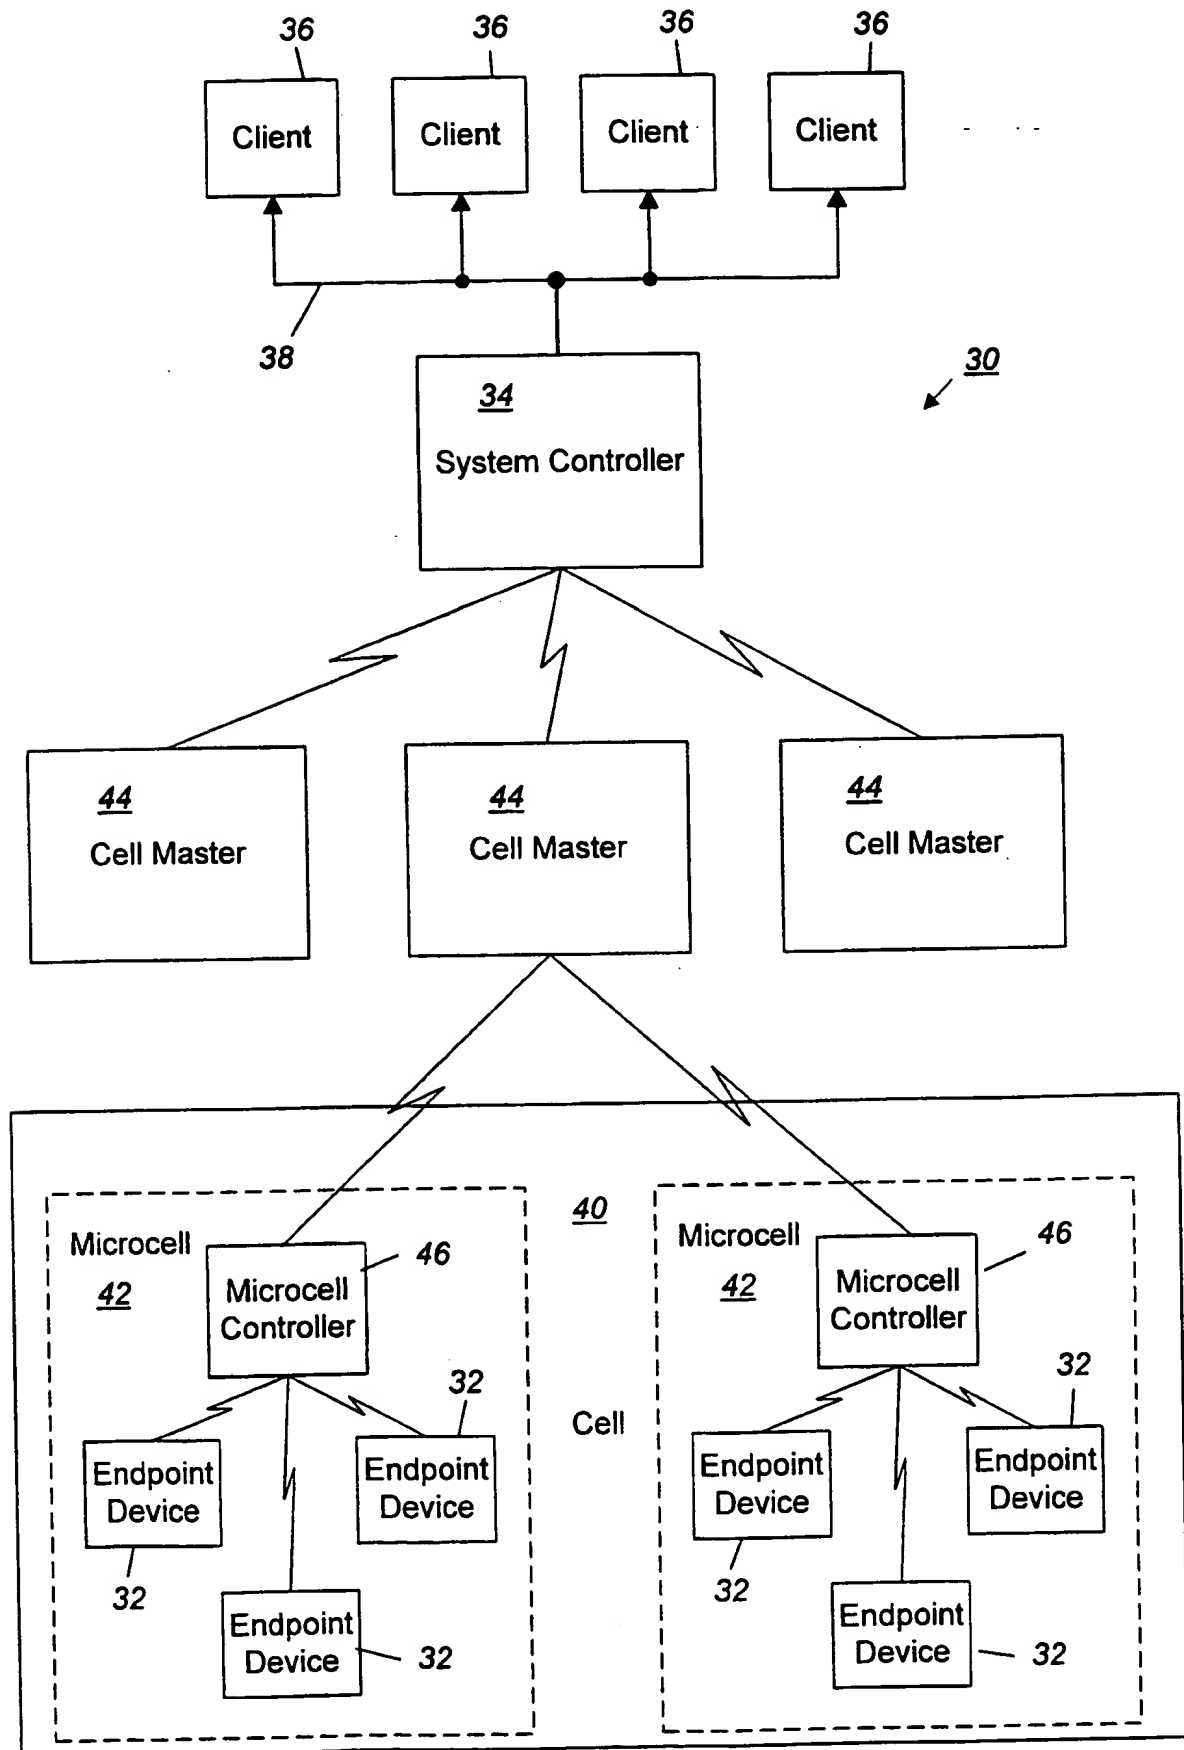 36 36 36 36
Client Client Client Client
38
30
34
System Controller
44 44 44
Cell Master Cell Master Cell Master
40
Microcell
42
46
Microcell
Controller
Microcell
42
46
Microcell
Controller
32
32
Cell
Endpoint
Device
Endpoint
Device
Endpoint
Device
Endpoint
Device
32
32
Endpoint
Device
32
Endpoint
Device
32